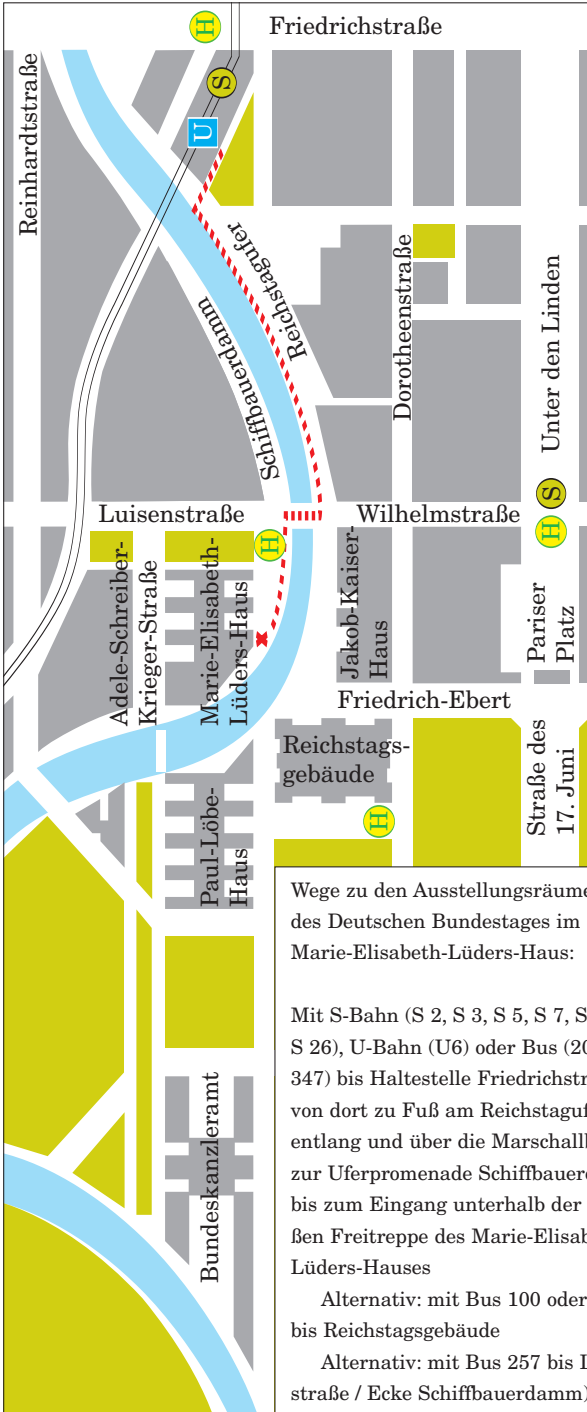 Friedrichstraße
H
S
U
Reinhardtstraße
Schiffbauerdamm
Reichstagufer
Dorotheenstraße
Unter den Linden
Luisenstraße
Wilhelmstraße
H
H
S
Adele-Schreiber-
Krieger-Straße
Marie-Elisabeth-
Lüders-Haus
Jakob-Kaiser-
Haus
Pariser
Platz
Friedrich-Ebert
Reichstags-
gebäude
Paul-Löbe-
Haus
H
Straße des
17. Juni
Bundeskanzleramt
Wege zu den Ausstellungsräume
des Deutschen Bundestages im
Marie-Elisabeth-Lüders-Haus:
Mit S-Bahn (S 2, S 3, S 5, S 7, S
S 26), U-Bahn (U6) oder Bus (20
347) bis Haltestelle Friedrichstr
von dort zu Fuß am Reichstaguf
entlang und über die Marschallb
zur Uferpromenade Schiffbauerd
bis zum Eingang unterhalb der
ßen Freitreppe des Marie-Elisab
Lüders-Hauses
Alternativ: mit Bus 100 oder
bis Reichstagsgebäude
Alternativ: mit Bus 257 bis L
straße / Ecke Schiffbauerdamm)